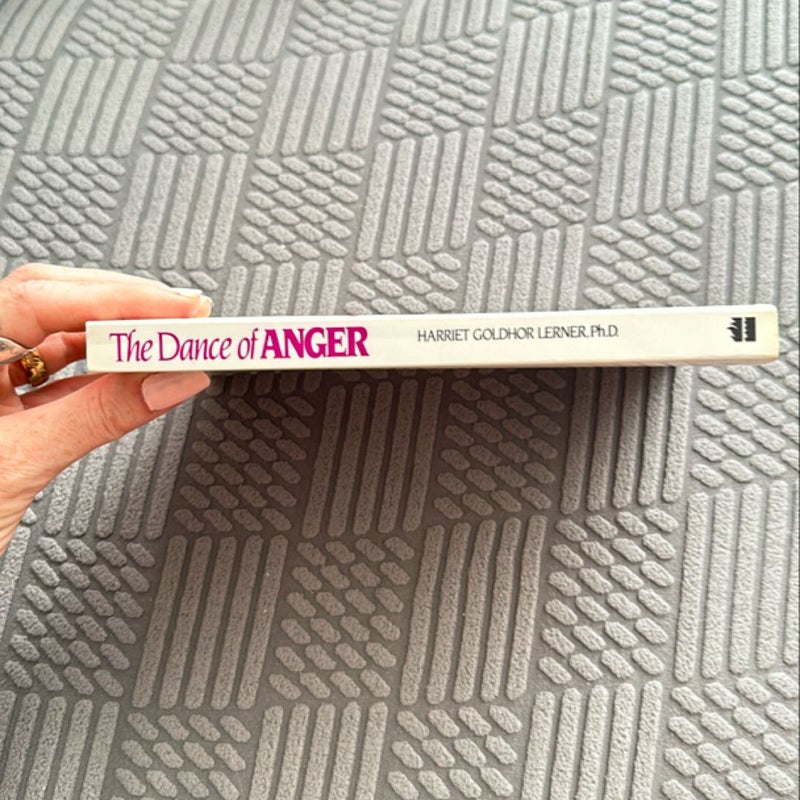 The Dance of ANGER HARRIET GOLDHOR LERNER, Ph.D.